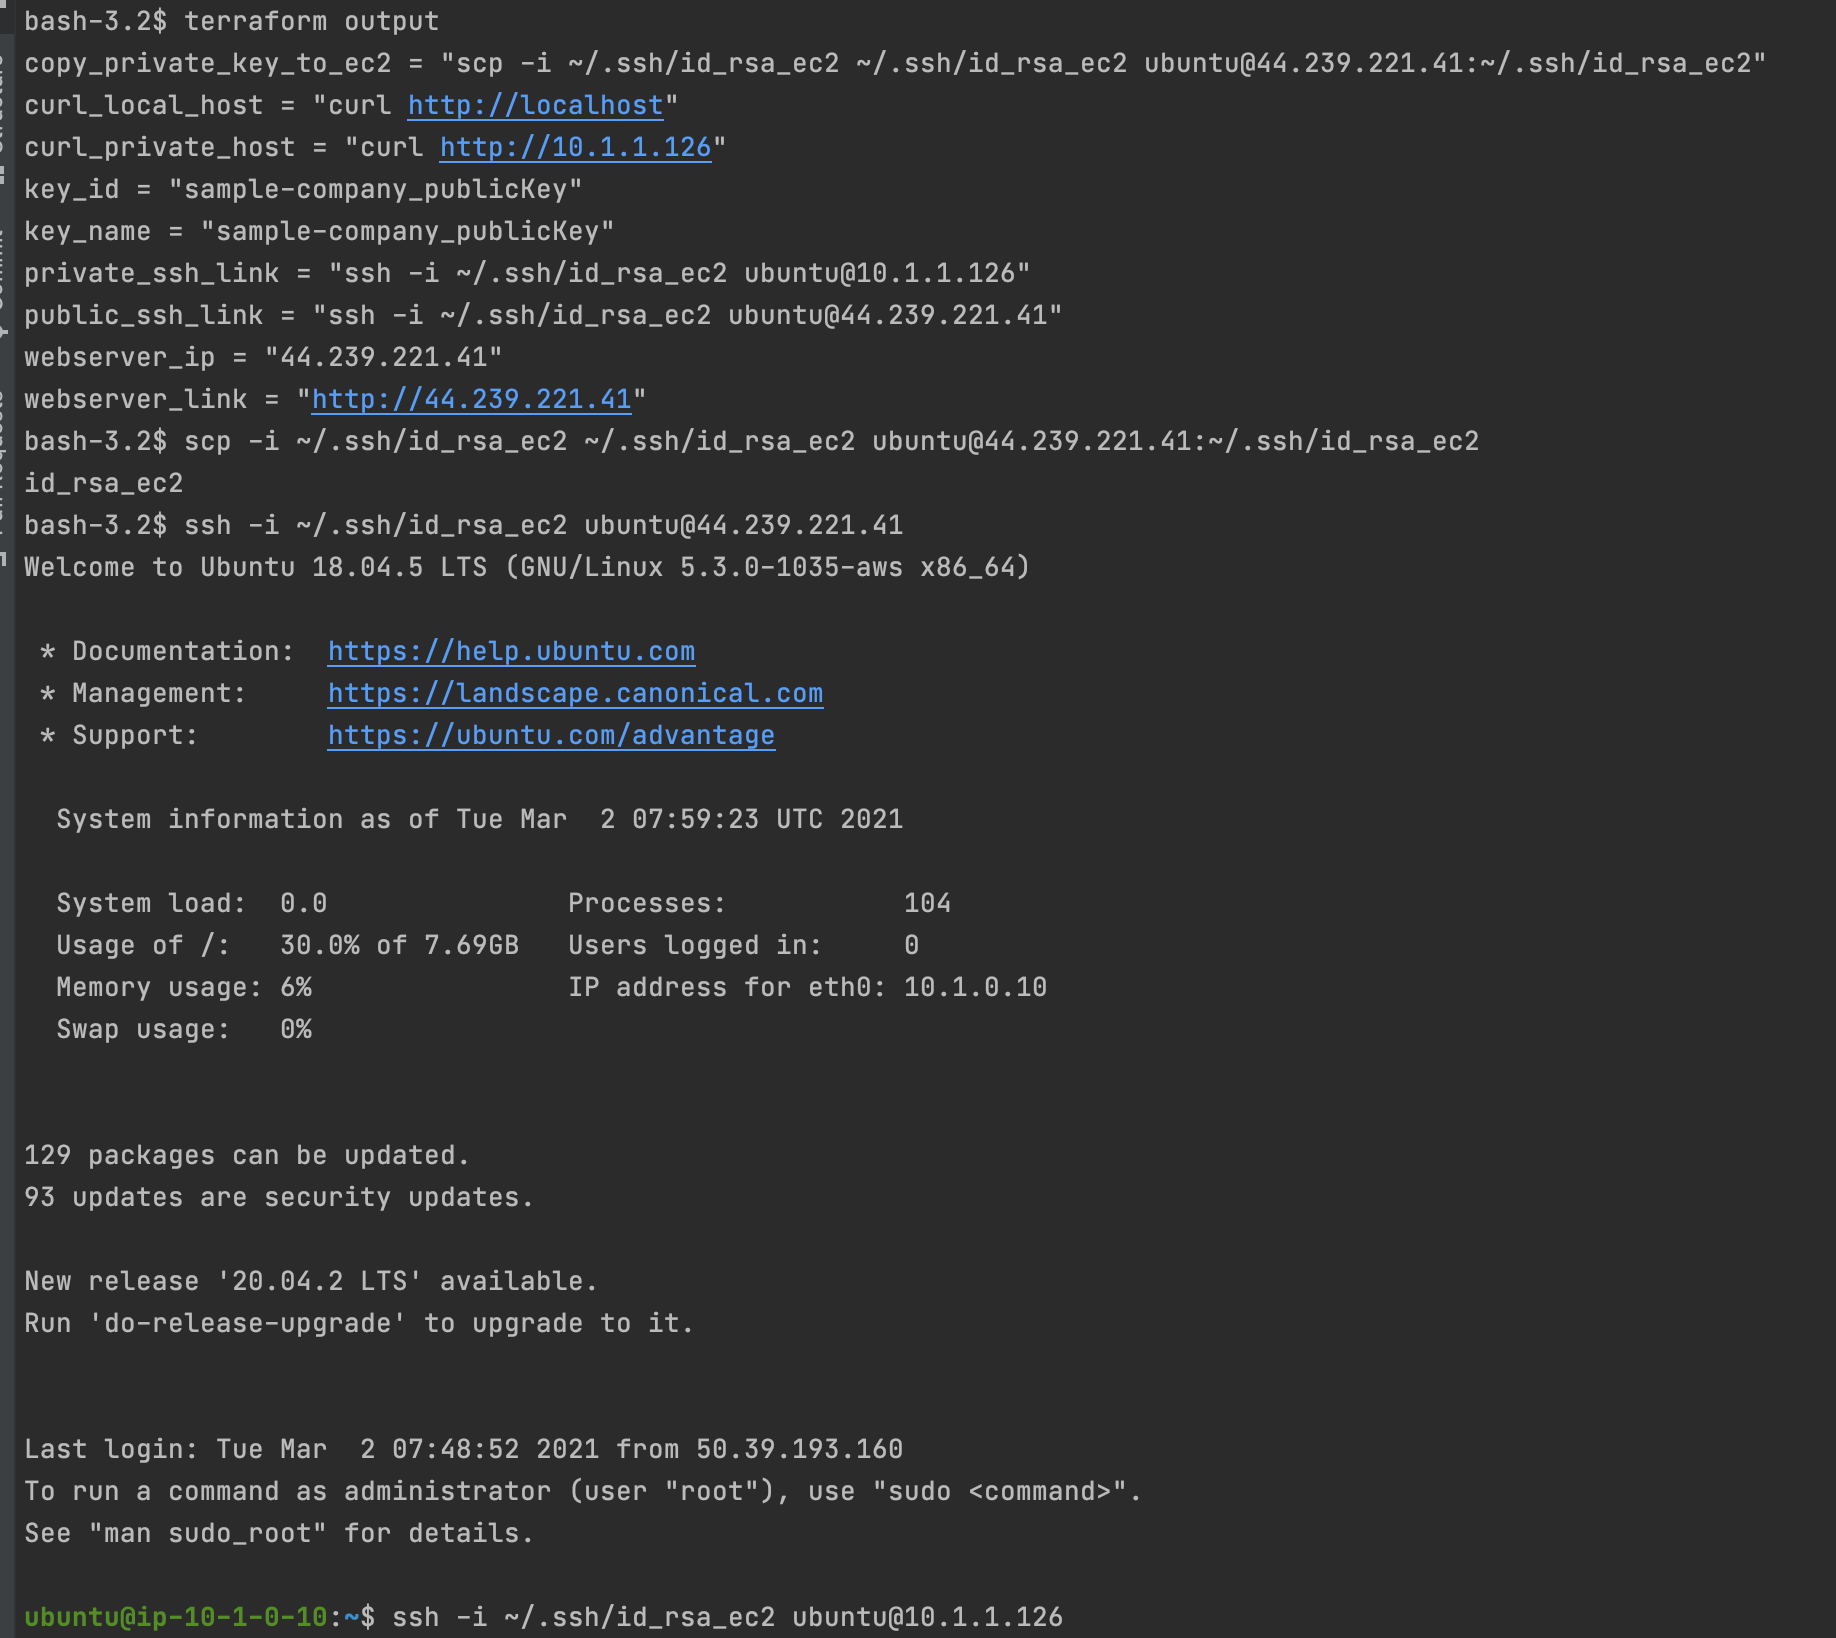 bash-3.2$ terraform output
copy_private_key_to_ec2 = "scp -i ~/.ssh/id_rsa_ec2 ~/.ssh/id_rsa_ec2 ubuntu@44.239.221.41:~/.ssh/id_rsa_ec2"
curl_local_host = "curl http://localhost"
curl_private_host = "curl http://10.1.1.126"
key_id = "sample-company_publicKey"
key_name = "sample-company_publicKey"
private_ssh_link = "ssh -i ~/.ssh/id_rsa_ec2 ubuntu@10.1.1.126"
public_ssh_link = "ssh -i ~/.ssh/id_rsa_ec2 ubuntu@44.239.221.41"
webserver_ip = "44.239.221.41"
webserver_link = "http://44.239.221.41"
bash-3.2$ scp -i ~/.ssh/id_rsa_ec2 ~/.ssh/id_rsa_ec2 ubuntu@44.239.221.41:~/.ssh/id_rsa_ec2
id_rsa_ec2
bash-3.2$ ssh -i ~/.ssh/id_rsa_ec2 ubuntu@44.239.221.41
Welcome to Ubuntu 18.04.5 LTS (GNU/Linux 5.3.0-1035-aws x86_64)
* Documentation:  https://help.ubuntu.com
* Management:     https://landscape.canonical.com
* Support:        https://ubuntu.com/advantage
System information as of Tue Mar  2 07:59:23 UTC 2021
System load:  0.0               Processes:           104
Usage of /:   30.0% of 7.69GB   Users logged in:     0
Memory usage: 6%                IP address for eth0: 10.1.0.10
Swap usage:   0%
129 packages can be updated.
93 updates are security updates.
New release '20.04.2 LTS' available.
Run 'do-release-upgrade' to upgrade to it.
Last login: Tue Mar  2 07:48:52 2021 from 50.39.193.160
To run a command as administrator (user "root"), use "sudo <command>".
See "man sudo_root" for details.
ubuntu@ip-10-1-0-10:~$ ssh -i ~/.ssh/id_rsa_ec2 ubuntu@10.1.1.126